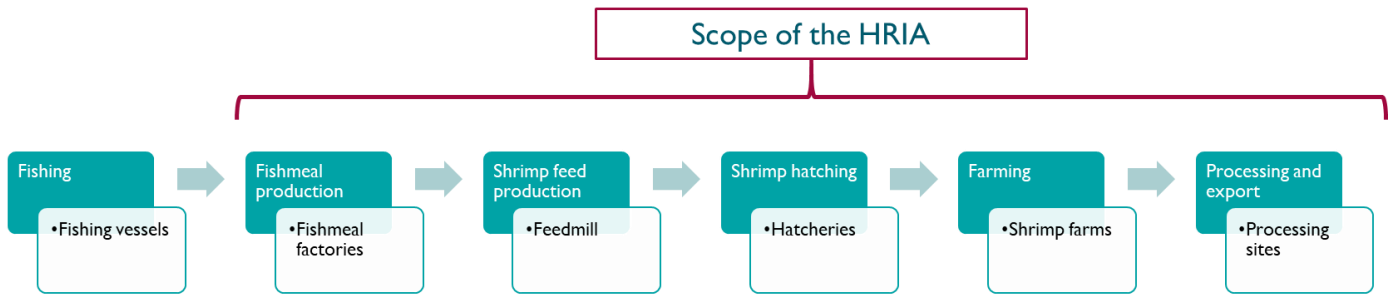 Scope of the HRIA
Fishing
•Fishing vessels
Fishmeal
production
•Fishmeal
factories
Shrimp feed
production
•Feedmill
Shrimp hatching
•Hatcheries
Farming
•Shrimp farms
Processing and
export
•Processing
sites